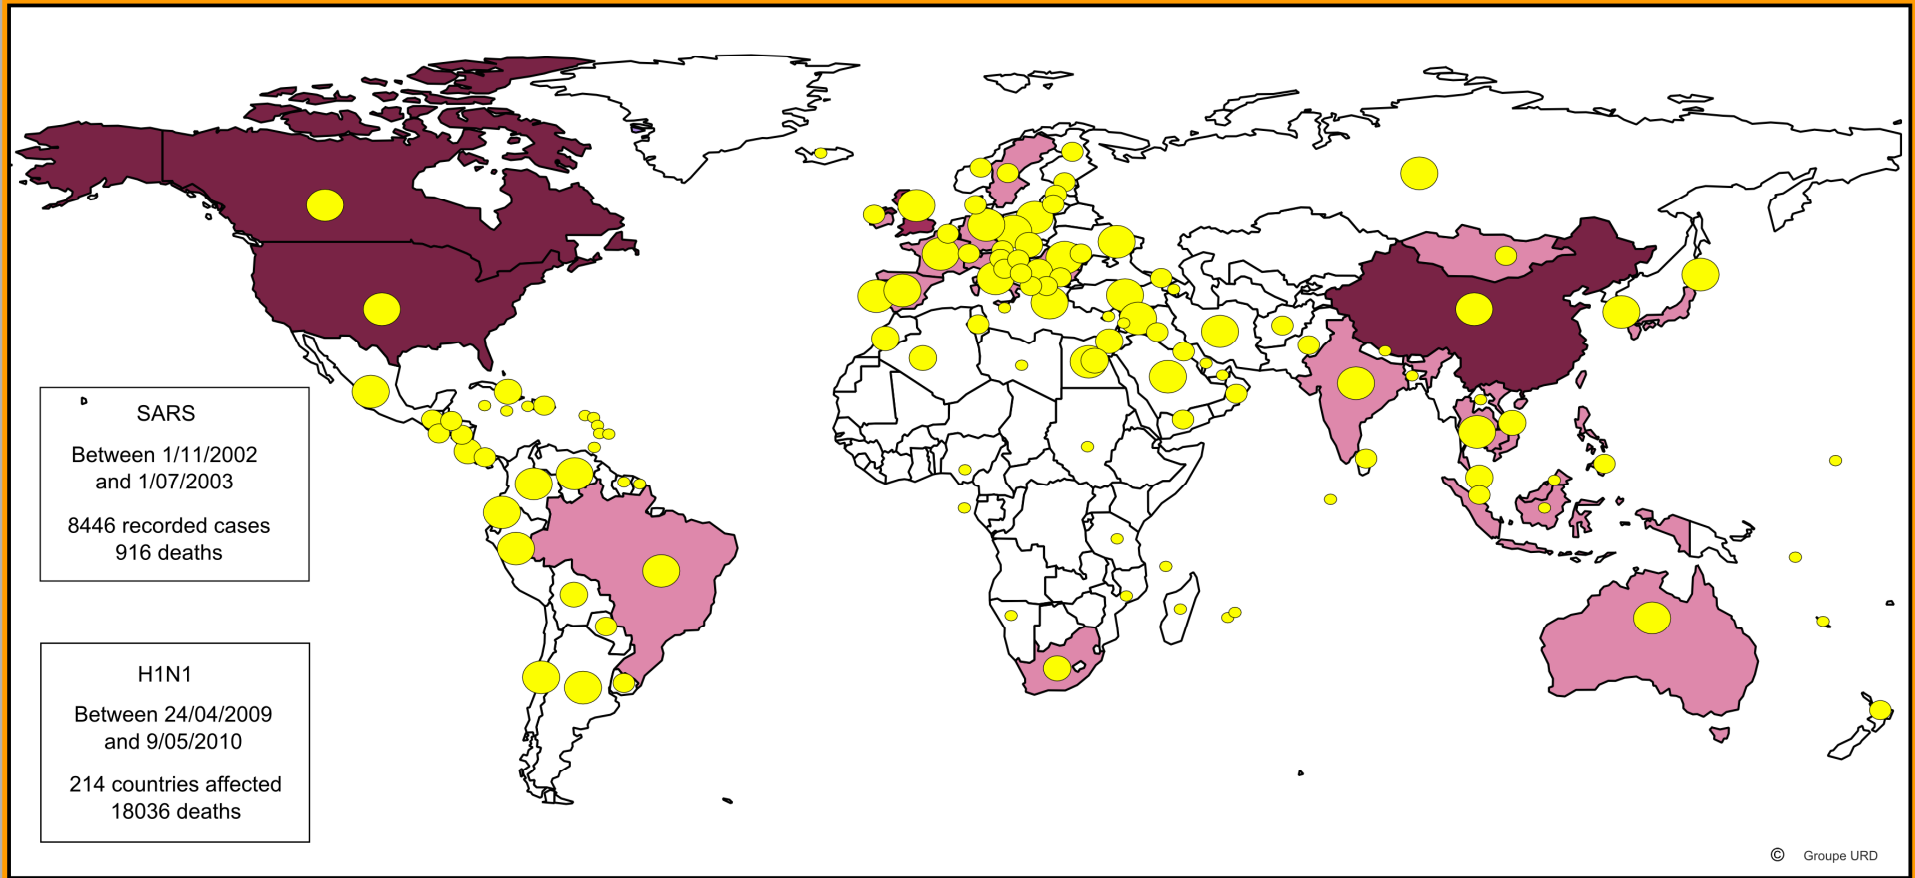 SARS
Between 1/11/2002
and 1/07/2003
8446 recorded cases
916 deaths
H1N1
Between 24/04/2009
and 9/05/2010
214 countries affected
18036 deaths
© Groupe URD